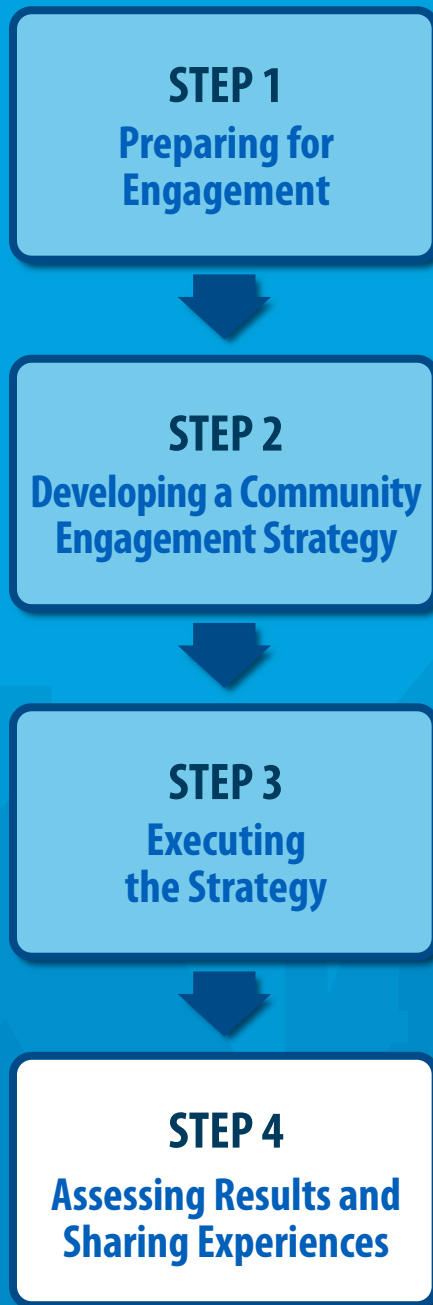 STEP 1
Preparing for
Engagement
STEP 2
Developing a Community
Engagement Strategy
STEP 3
Executing
the Strategy
STEP 4
Assessing Results and
Sharing Experiences